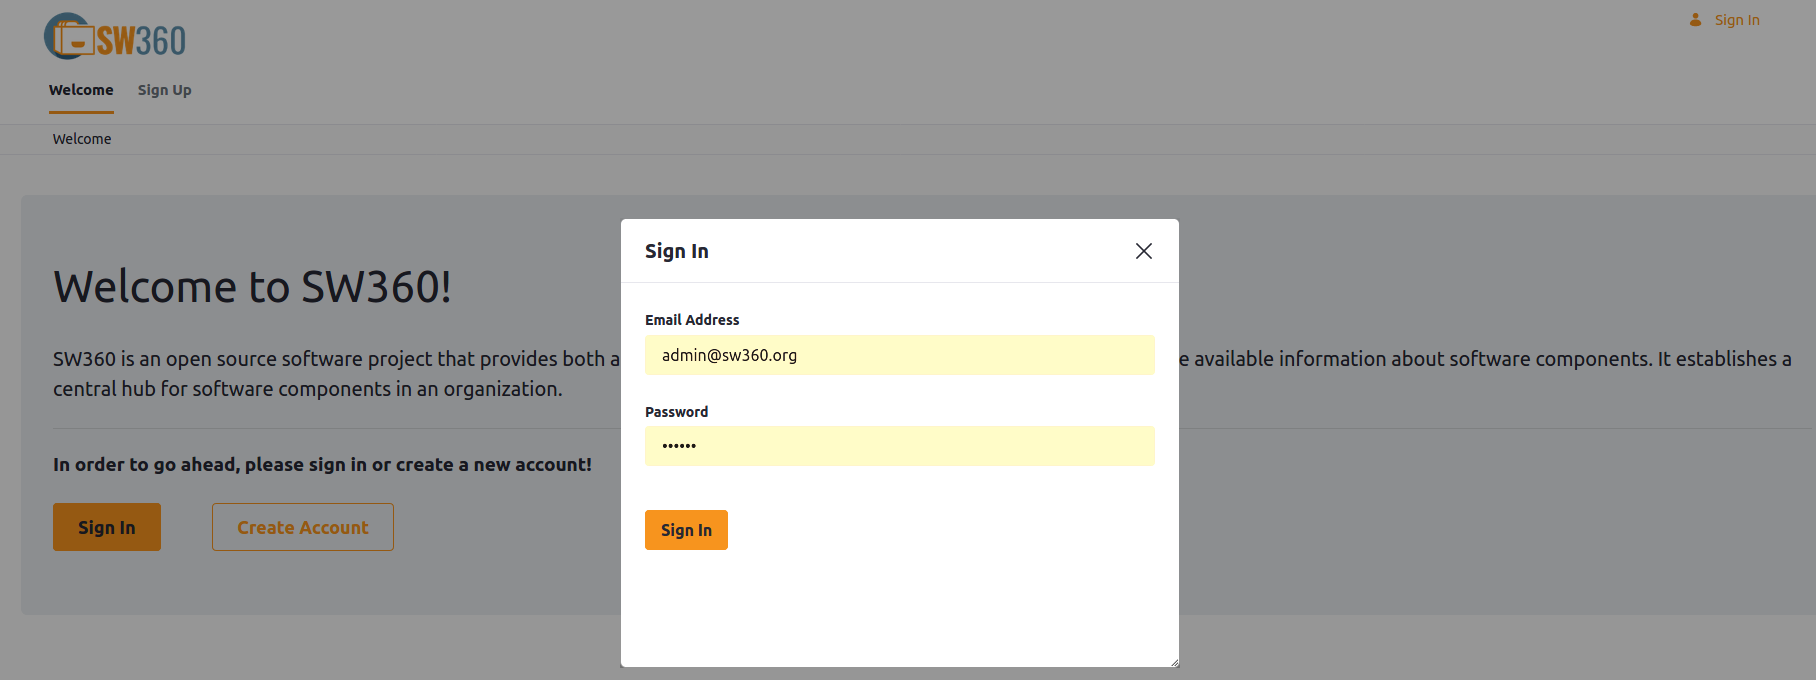 SW360
Sign In
Welcome Sign Up
Welcome
Welcome to SW360!
SW360 is an open source software project that provides both a
e available information about software components. It establishes a
central hub for software components in an organization.
In order to go ahead, please sign in or create a new account!
Sign In Create Account
Sign In
Email Address
admin@sw360.org
Password
••••••
Sign In